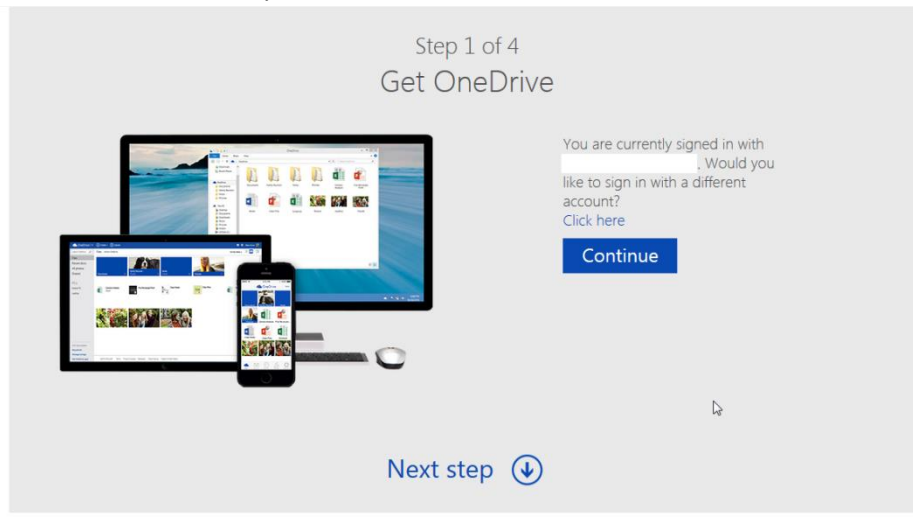 Step 1 of 4
Get OneDrive
You are currently signed in with
. Would you
like to sign in with a different
account?
Click here
Continue
Next step